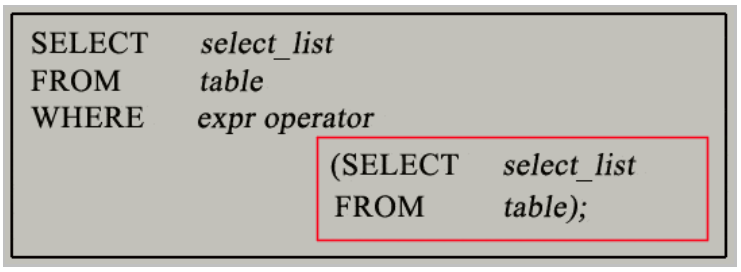 SELECT select_list
FROM table
WHERE expr operator
(SELECT select_list
FROM table);